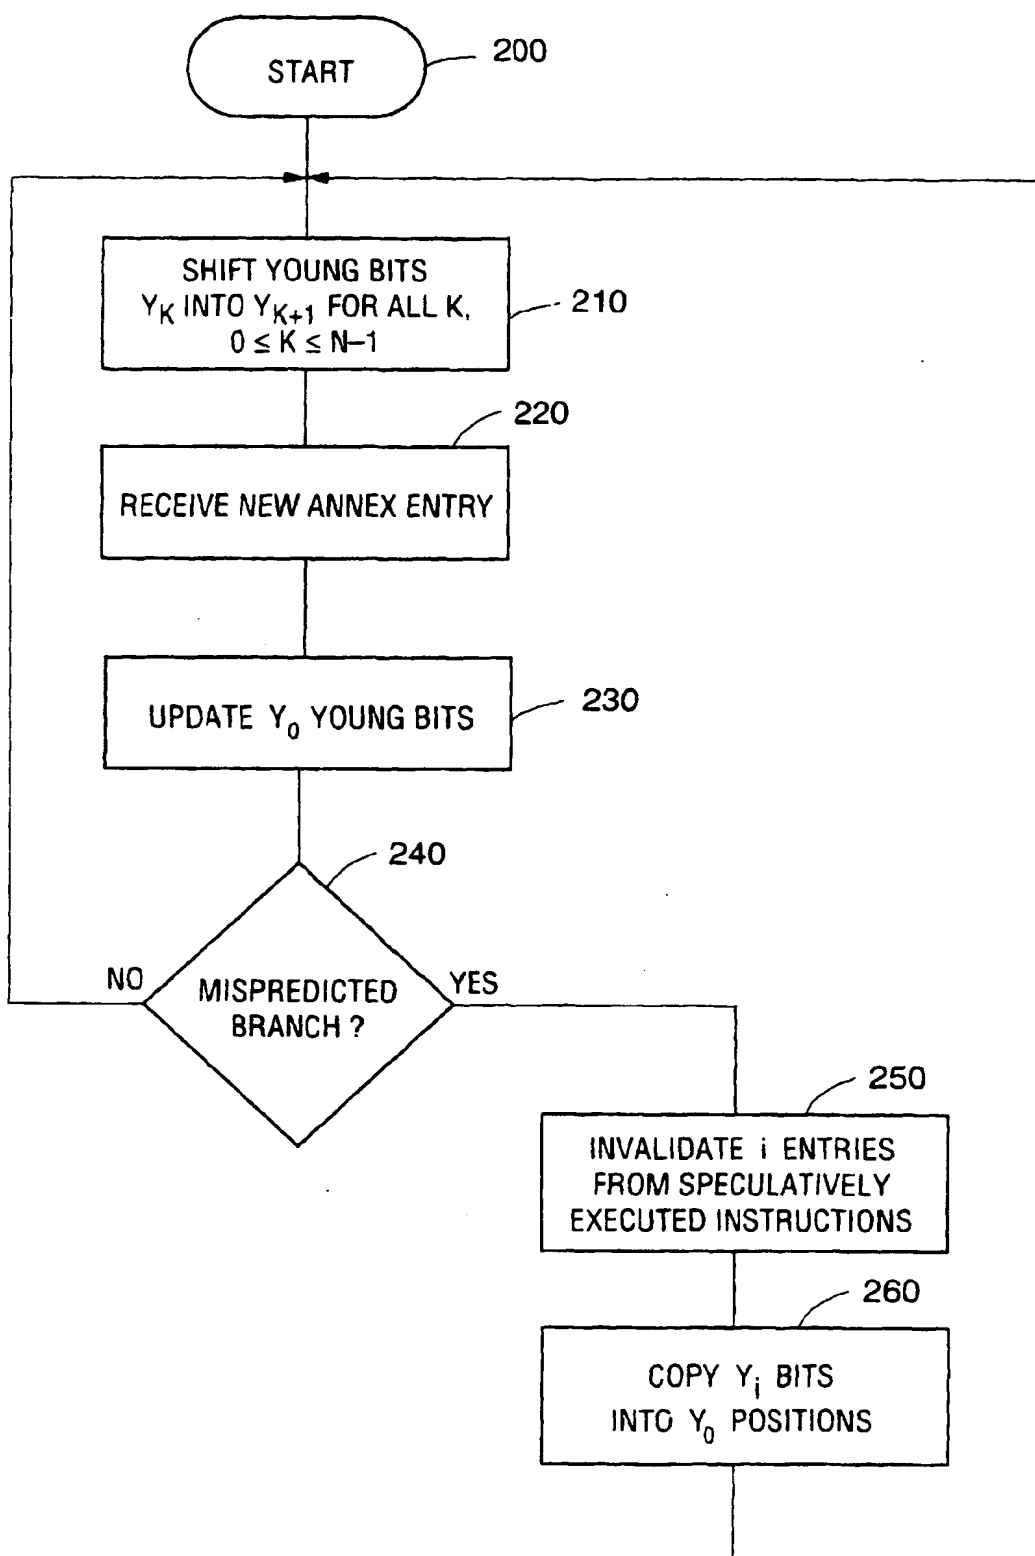 START
200
SHIFT YOUNG BITS
Y_K INTO Y_{K+1} FOR ALL K,
0 ≤ K ≤ N–1
210
220
RECEIVE NEW ANNEX ENTRY
UPDATE Y_0 YOUNG BITS
230
240
NO
MISPREDICTED
BRANCH ?
YES
250
INVALIDATE i ENTRIES
FROM SPECULATIVELY
EXECUTED INSTRUCTIONS
260
COPY Y_i BITS
INTO Y_0 POSITIONS